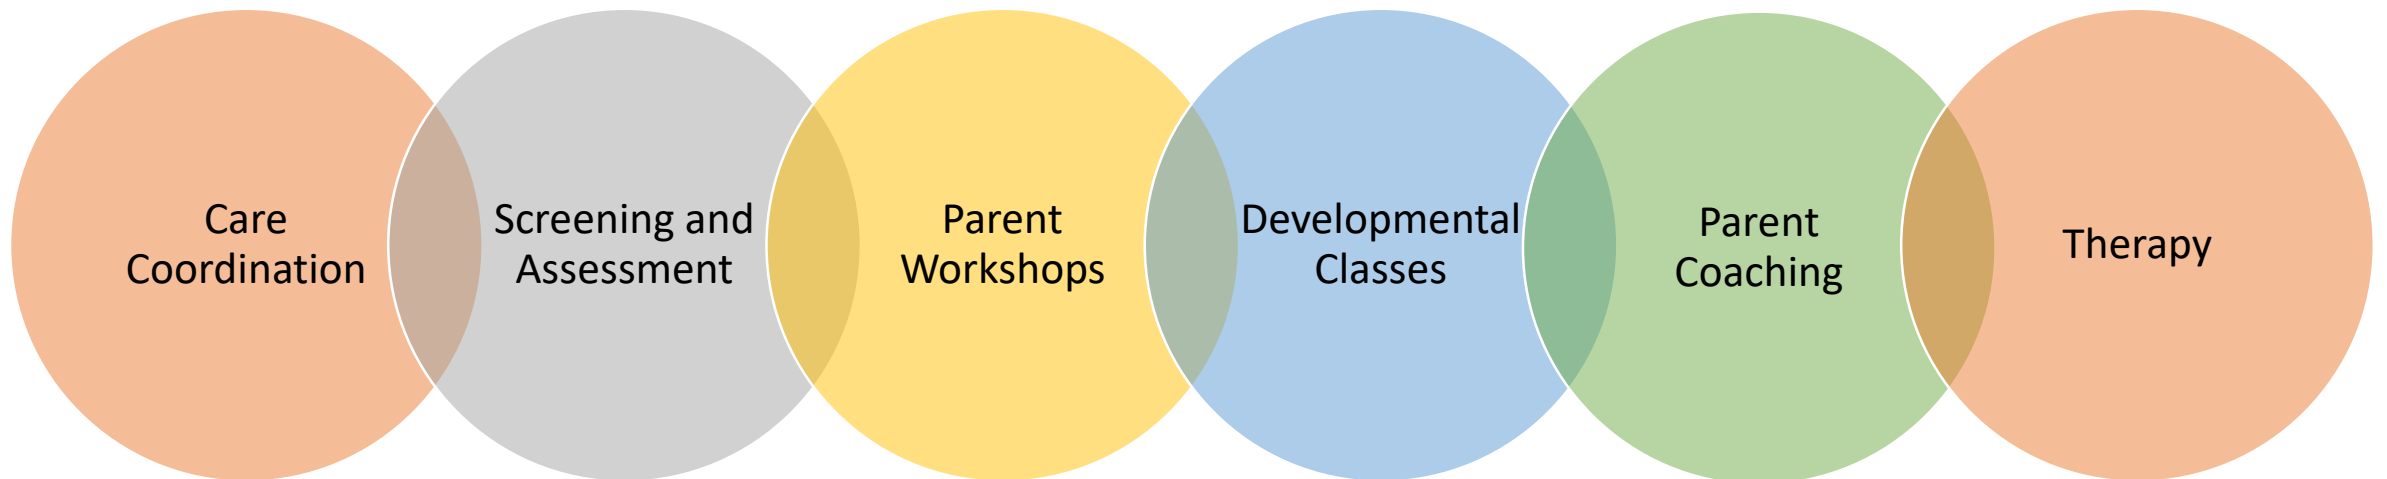 Care
Coordination
Screening and
Assessment
Parent
Workshops
Developmental
Classes
Parent
Coaching
Therapy